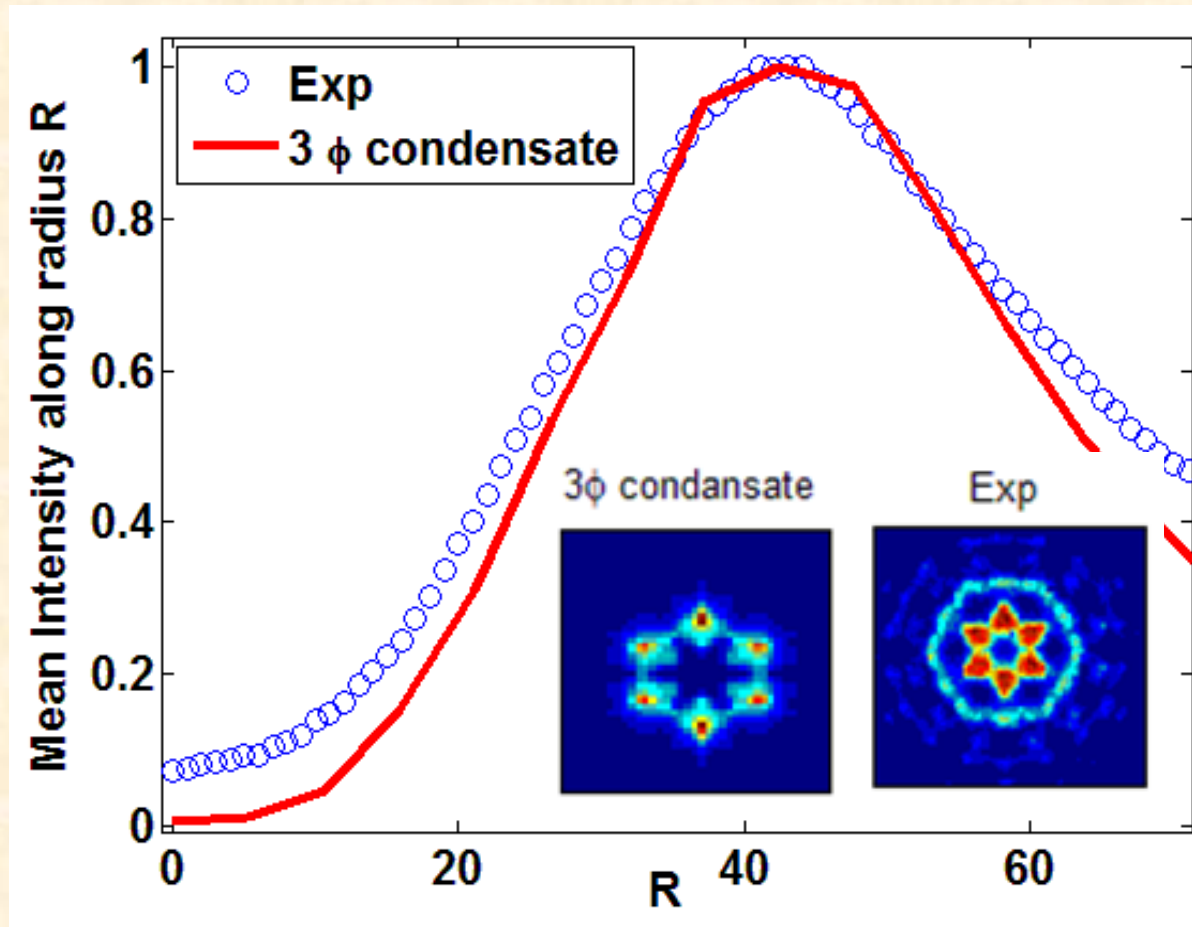 Mean Intensity along radius R
1
0.8
0.6
0.4
0.2
0
Exp
3 ϕ condensate
3ϕ condansate
Exp
0
20
40
60
R